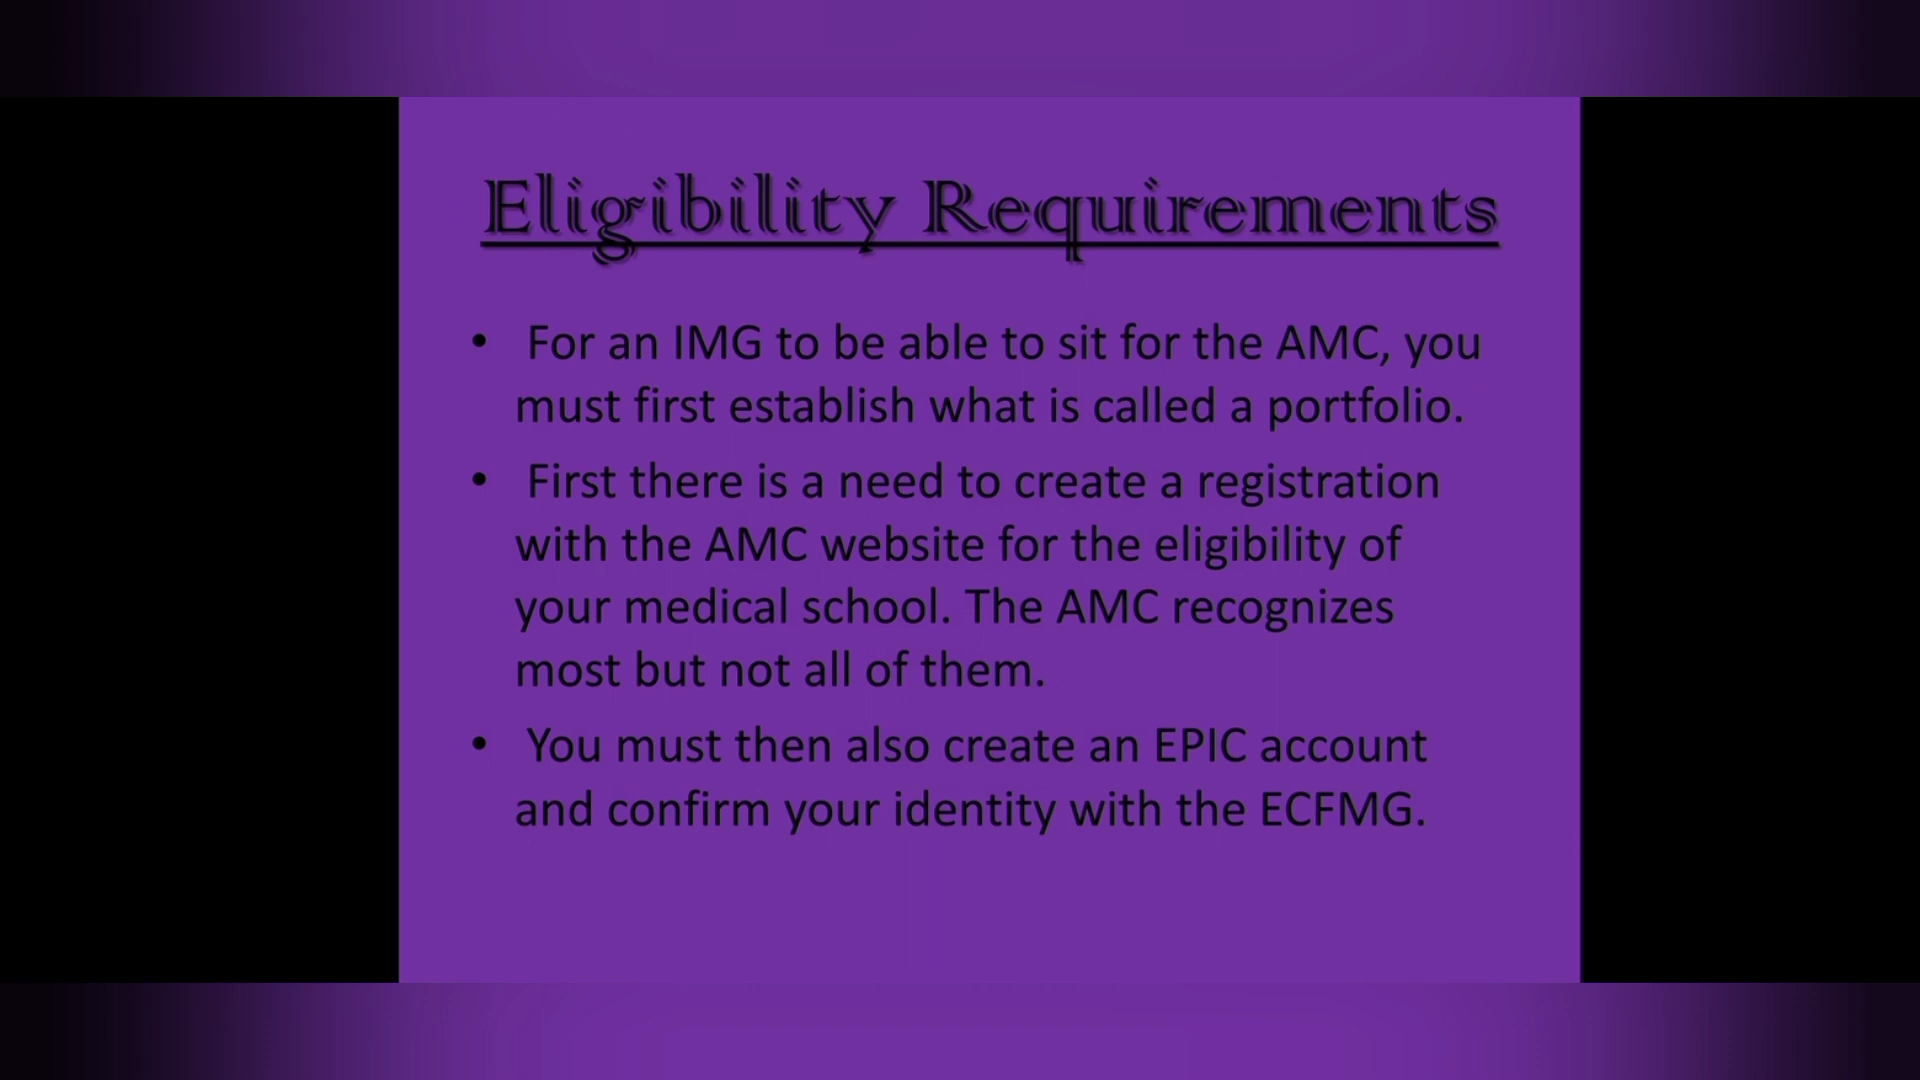 Eligibility Requirements
• For an IMG to be able to sit for the AMC, you
must first establish what is called a portfolio.
• First there is a need to create a registration
with the AMC website for the eligibility of
your medical school. The AMC recognizes
most but not all of them.
• You must then also create an EPIC account
and confirm your identity with the ECFMG.